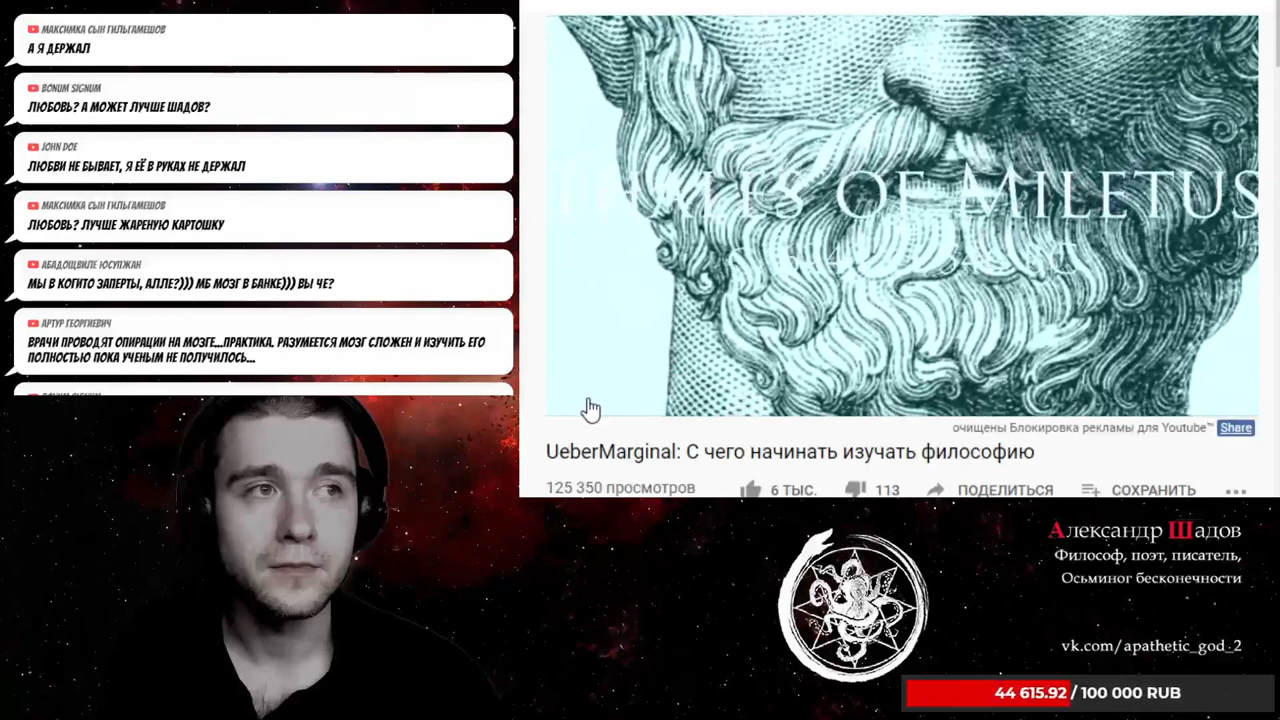 МАКСИМКА СЫН ГИЛЬГАМЕШОВ
А Я ДЕРЖАЛ
BONUM SIGNUM
ЛЮБОВЬ? А МОЖЕТ ЛУЧШЕ ШАДОВ?
JOHN DOE
ЛЮБВИ НЕ БЫВАЕТ, Я ЕЁ В РУКАХ НЕ ДЕРЖАЛ
МАКСИМКА СЫН ГИЛЬГАМЕШОВ
ЛЮБОВЬ? ЛУЧШЕ ЖАРЕНУЮ КАРТОШКУ
АБАДОЩВИЛЕ ЮСУПЖАН
МЫ В КОГИТО ЗАПЕРТЫ, АЛЛЕ?))) МБ МОЗГ В БАНКЕ))) ВЫ ЧЕ?
АРТУР ГЕОРГИЕВИЧ
ВРАЧИ ПРОВОДЯТ ОПИРАЦИИ НА МОЗГЕ...ПРАКТИКА. РАЗУМЕЕТСЯ МОЗГ СЛОЖЕН И ИЗУЧИТЬ ЕГО
ПОЛНОСТЬЮ ПОКА УЧЕНЫМ НЕ ПОЛУЧИЛОСЬ...
THALES OF MILETUS
очищены Блокировка рекламы для Youtube™ Share
UeberMarginal: С чего начинать изучать философию
125 350 просмотров 6 ТЫС. 113 ПОДЕЛИТЬСЯ СОХРАНИТЬ
Александр Шадов
Философ, поэт, писатель,
Осьминог бесконечности
vk.com/apathetic_god_2
44 615.92 / 100 000 RUB